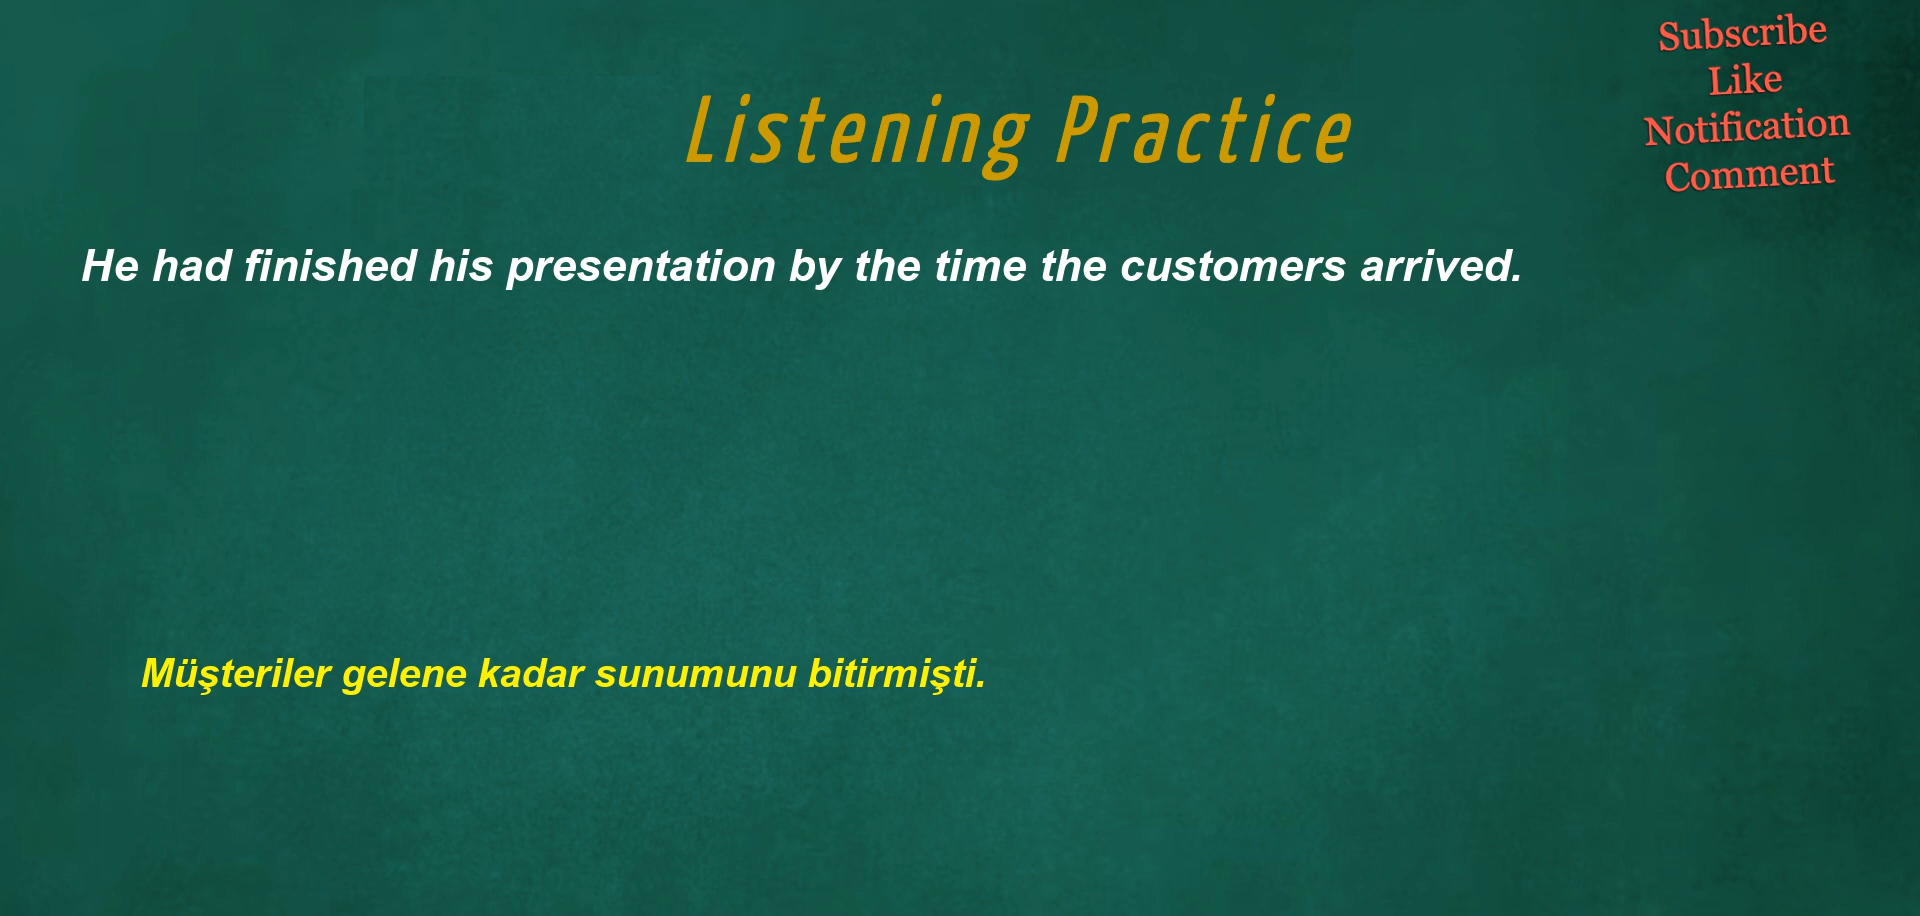 Subscribe
Like
Notification
Comment
Listening Practice
He had finished his presentation by the time the customers arrived.
Müşteriler gelene kadar sunumunu bitirmişti.